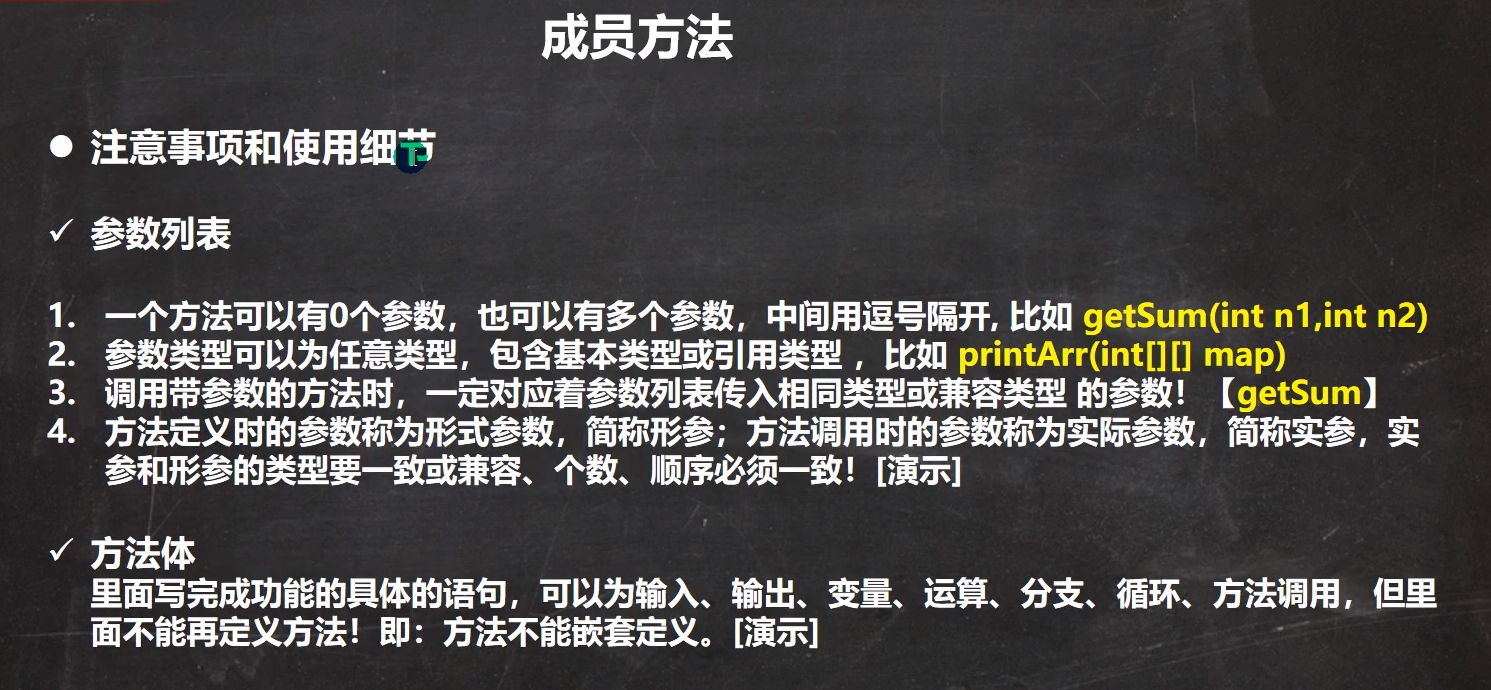 成员方法
● 注意事项和使用细节
✓ 参数列表
1. 一个方法可以有0个参数，也可以有多个参数，中间用逗号隔开, 比如 getSum(int n1,int n2)
2. 参数类型可以为任意类型，包含基本类型或引用类型 ，比如 printArr(int[][] map)
3. 调用带参数的方法时，一定对应着参数列表传入相同类型或兼容类型 的参数！【getSum】
4. 方法定义时的参数称为形式参数，简称形参；方法调用时的参数称为实际参数，简称实参，实
参和形参的类型要一致或兼容、个数、顺序必须一致！[演示]
✓ 方法体
里面写完成功能的具体的语句，可以为输入、输出、变量、运算、分支、循环、方法调用，但里
面不能再定义方法！即：方法不能嵌套定义。[演示]